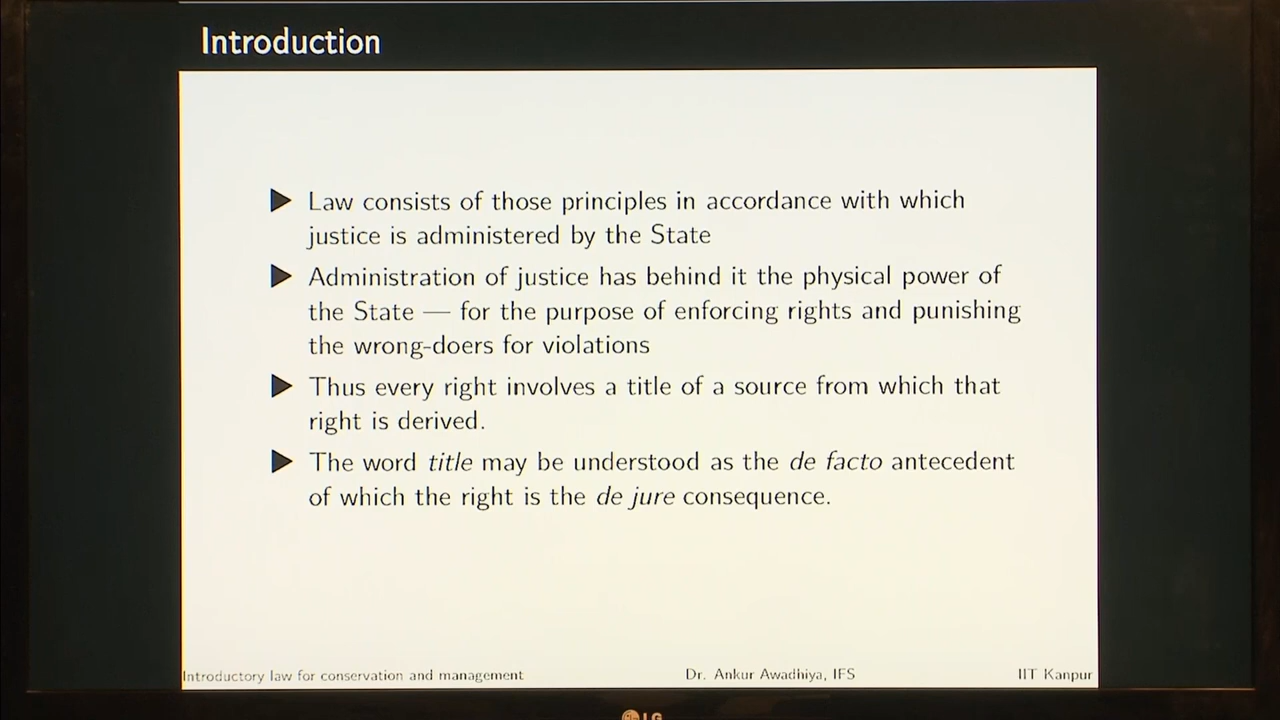 Introduction
Law consists of those principles in accordance with which
justice is administered by the State
Administration of justice has behind it the physical power of
the State — for the purpose of enforcing rights and punishing
the wrong-doers for violations
Thus every right involves a title of a source from which that
right is derived.
The word title may be understood as the de facto antecedent
of which the right is the de jure consequence.
Introductory law for conservation and management
Dr. Ankur Awadhiya, IFS
IIT Kanpur
LG